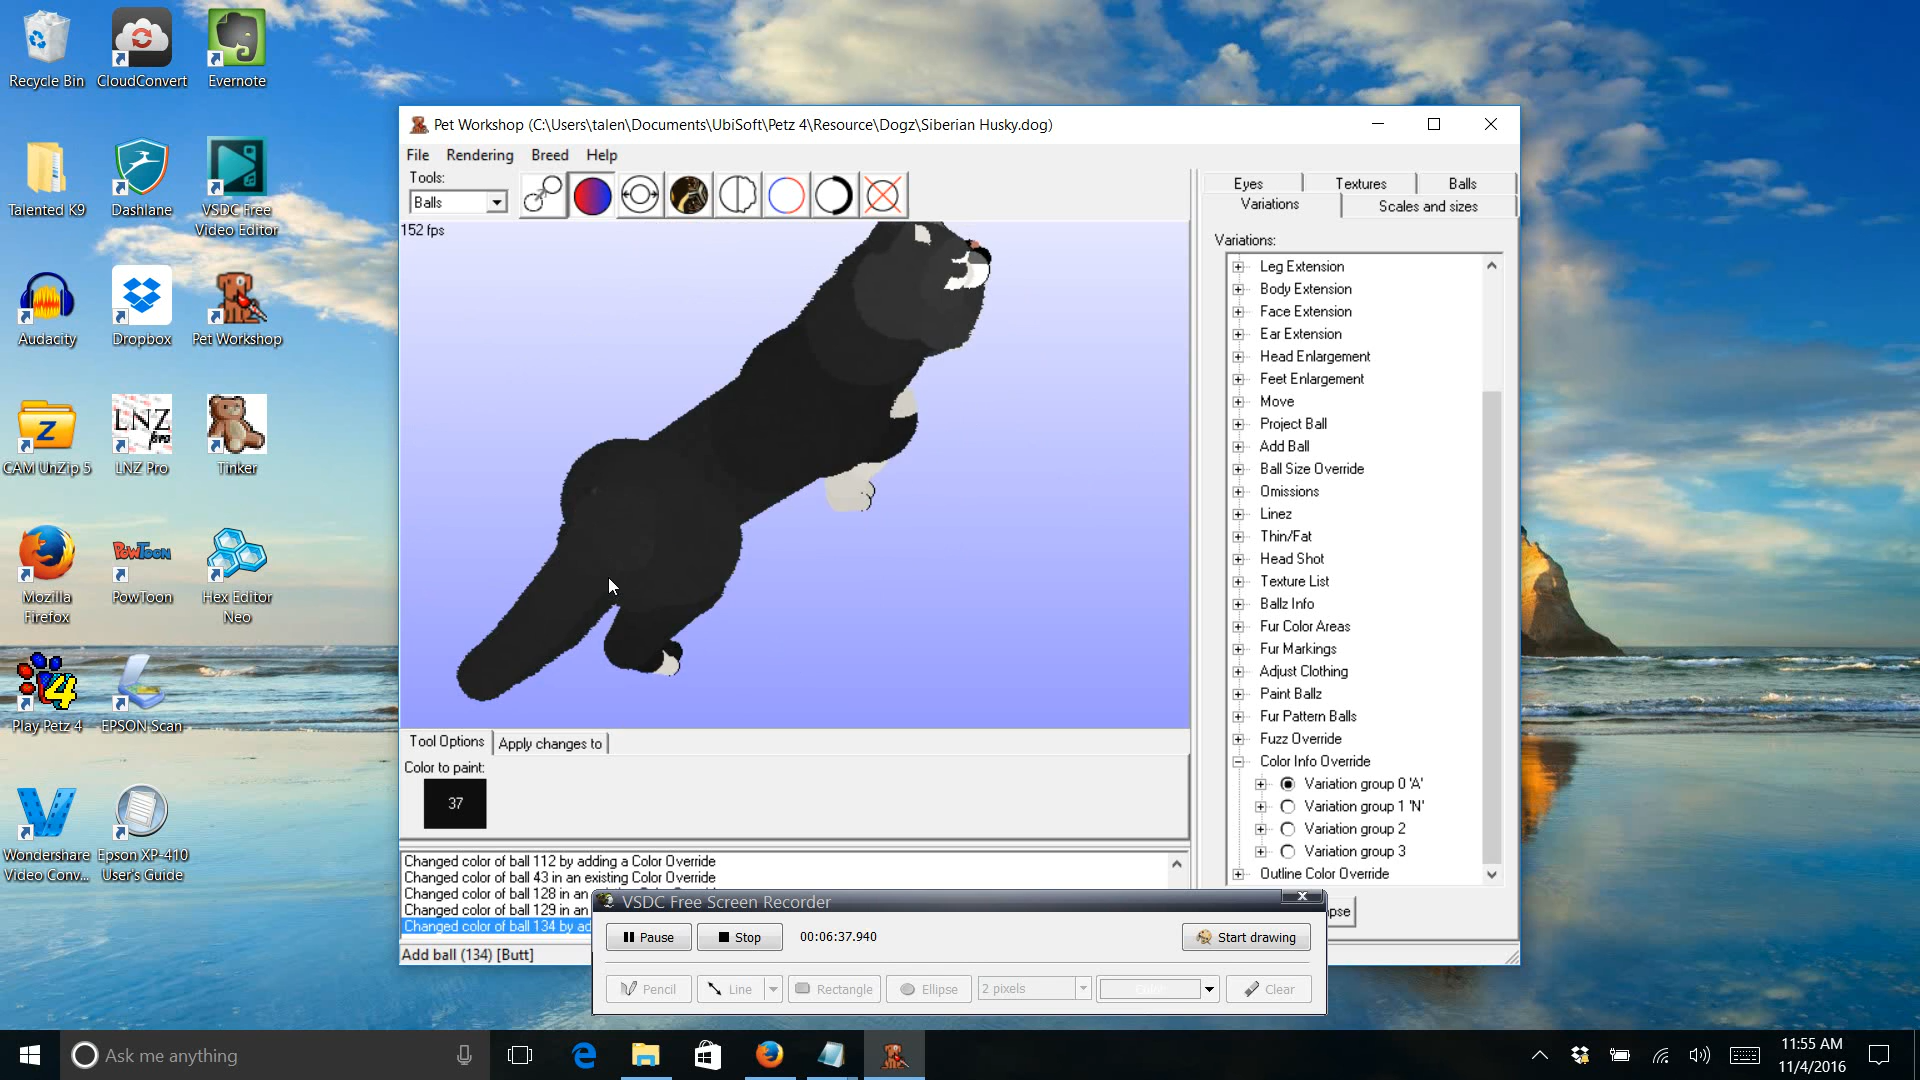 Recycle Bin
CloudConvert
Evernote
Talented K9
Dashlane
VSDC Free
Video Editor
Audacity
Dropbox
Pet Workshop
CAM UnZip 5
LNZ
pro
LNZ Pro
Tinker
Mozilla
Firefox
PowToon
PowToon
Hex Editor
Neo
Play Petz 4
EPSON Scan
Wondershare
Video Conv...
Epson XP-410
User's Guide
Pet Workshop (C:\Users\talen\Documents\UbiSoft\Petz 4\Resource\Dogz\Siberian Husky.dog)
File Rendering Breed Help
Tools:
Balls
152 fps
Eyes Textures Balls
Variations Scales and sizes
Variations:
Leg Extension
Body Extension
Face Extension
Ear Extension
Head Enlargement
Feet Enlargement
Move
Project Ball
Add Ball
Ball Size Override
Omissions
Linez
Thin/Fat
Head Shot
Texture List
Ballz Info
Fur Color Areas
Fur Markings
Adjust Clothing
Paint Ballz
Fur Pattern Balls
Fuzz Override
Color Info Override
Variation group 0 'A'
Variation group 1 'N'
Variation group 2
Variation group 3
Outline Color Override
Tool Options Apply changes to
Color to paint:
37
Changed color of ball 112 by adding a Color Override
Changed color of ball 43 in an existing Color Override
Changed color of ball 128 in an
Changed color of ball 129 in an
Changed color of ball 134 by ad
Add ball (134) [Butt]
VSDC Free Screen Recorder
Pause Stop 00:06:37.940 Start drawing
Pencil Line Rectangle Ellipse 2 pixels Color Clear
Ask me anything
11:55 AM
11/4/2016